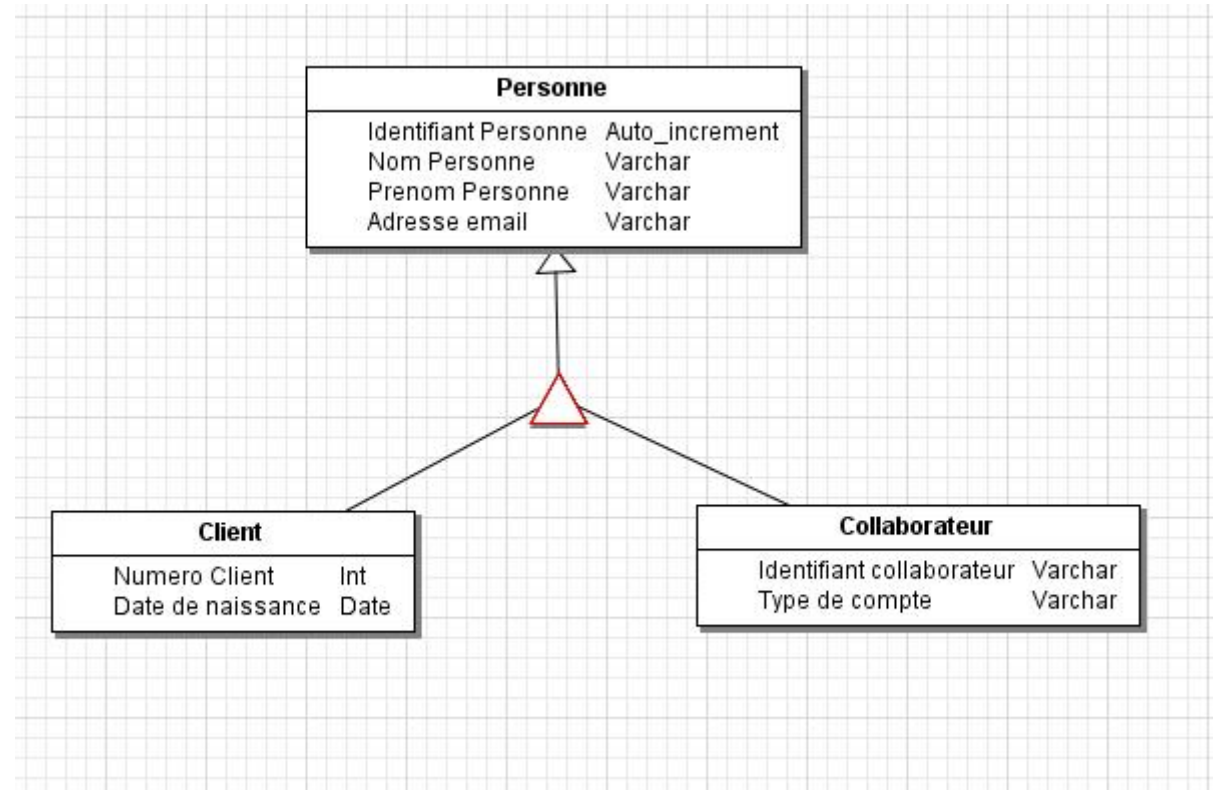 Personne
Identifiant Personne Auto_increment
Nom Personne Varchar
Prenom Personne Varchar
Adresse email Varchar
Client
Numero Client Int
Date de naissance Date
Collaborateur
Identifiant collaborateur Varchar
Type de compte Varchar